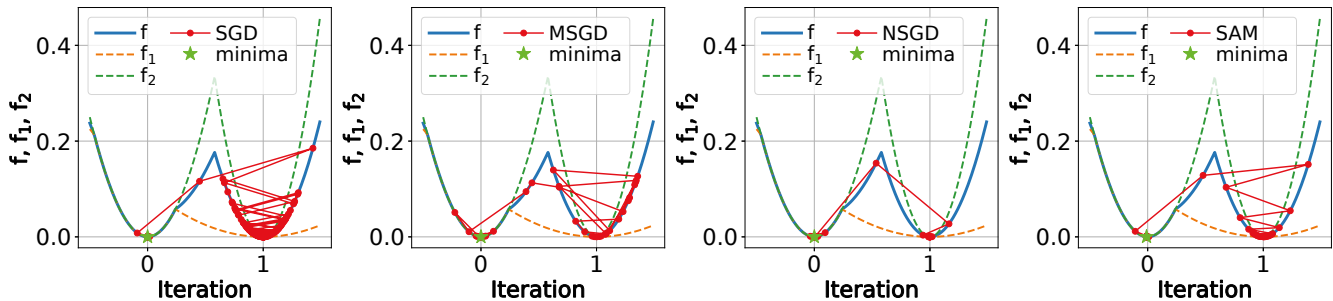 f
SGD
f₁
minima
f₂
0.4
0.2
0.0
f, f₁, f₂
0
1
Iteration
f
MSGD
f₁
minima
f₂
0.4
0.2
0.0
f, f₁, f₂
0
1
Iteration
f
NSGD
f₁
minima
f₂
0.4
0.2
0.0
f, f₁, f₂
0
1
Iteration
f
SAM
f₁
minima
f₂
0.4
0.2
0.0
f, f₁, f₂
0
1
Iteration